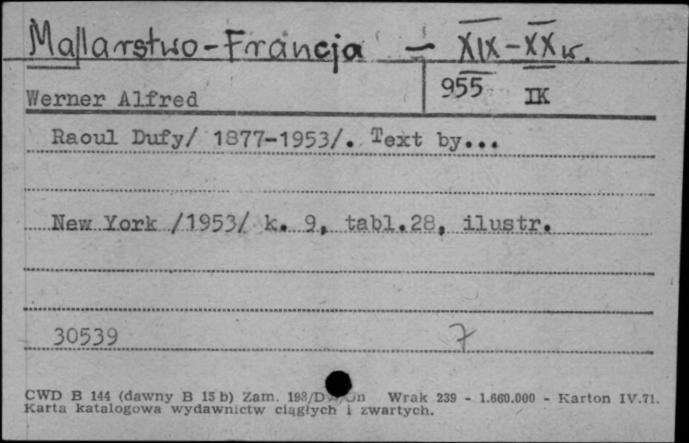 Malarstwo - Francja - XIX - XX w.
Werner Alfred
955 IK
Raoul Dufy/ 1877-1953/. Text by...
New York /1953/ k. 9, tabl.28, ilustr.
30539 7
CWD B 144 (dawny B 15 b) Zam. Wrak 239 - 1.660.000 - Karton IV.71.
Karta katalogowa wydawnictw ciągłych i zwartych.